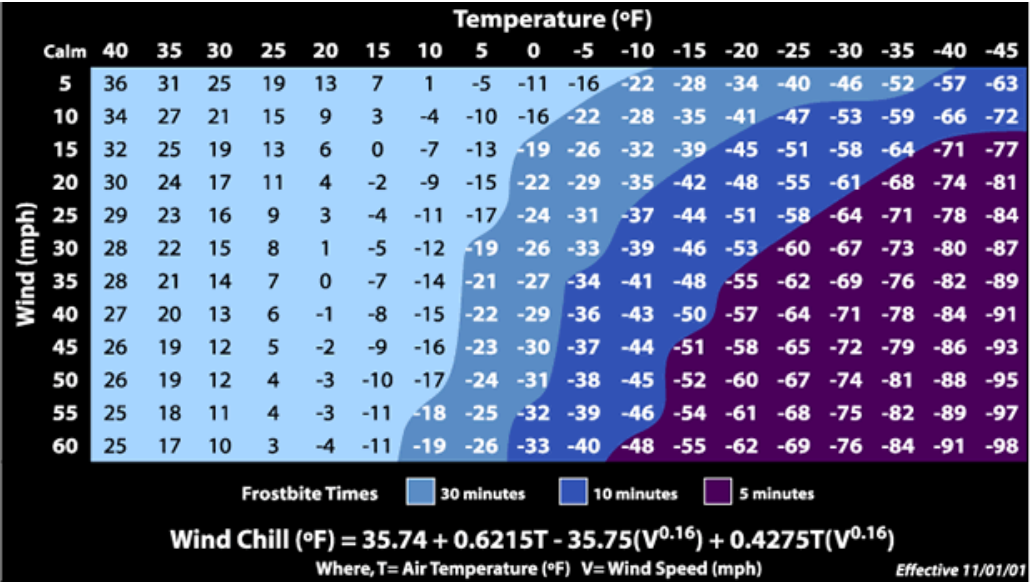 Temperature (ºF)
Calm 40 35 30 25 20 15 10 5 0 -5 -10 -15 -20 -25 -30 -35 -40 -45
5 36 31 25 19 13 7 1 -5 -11 -16 -22 -28 -34 -40 -46 -52 -57 -63
10 34 27 21 15 9 3 -4 -10 -16 -22 -28 -35 -41 -47 -53 -59 -66 -72
15 32 25 19 13 6 0 -7 -13 -19 -26 -32 -39 -45 -51 -58 -64 -71 -77
20 30 24 17 11 4 -2 -9 -15 -22 -29 -35 -42 -48 -55 -61 -68 -74 -81
25 29 23 16 9 3 -4 -11 -17 -24 -31 -37 -44 -51 -58 -64 -71 -78 -84
30 28 22 15 8 1 -5 -12 -19 -26 -33 -39 -46 -53 -60 -67 -73 -80 -87
35 28 21 14 7 0 -7 -14 -21 -27 -34 -41 -48 -55 -62 -69 -76 -82 -89
40 27 20 13 6 -1 -8 -15 -22 -29 -36 -43 -50 -57 -64 -71 -78 -84 -91
45 26 19 12 5 -2 -9 -16 -23 -30 -37 -44 -51 -58 -65 -72 -79 -86 -93
50 26 19 12 4 -3 -10 -17 -24 -31 -38 -45 -52 -60 -67 -74 -81 -88 -95
55 25 18 11 4 -3 -11 -18 -25 -32 -39 -46 -54 -61 -68 -75 -82 -89 -97
60 25 17 10 3 -4 -11 -19 -26 -33 -40 -48 -55 -62 -69 -76 -84 -91 -98
Wind (mph)
Frostbite Times 30 minutes 10 minutes 5 minutes
Wind Chill (ºF) = 35.74 + 0.6215T - 35.75(V^0.16) + 0.4275T(V^0.16)
Where, T= Air Temperature (ºF) V= Wind Speed (mph)
Effective 11/01/01